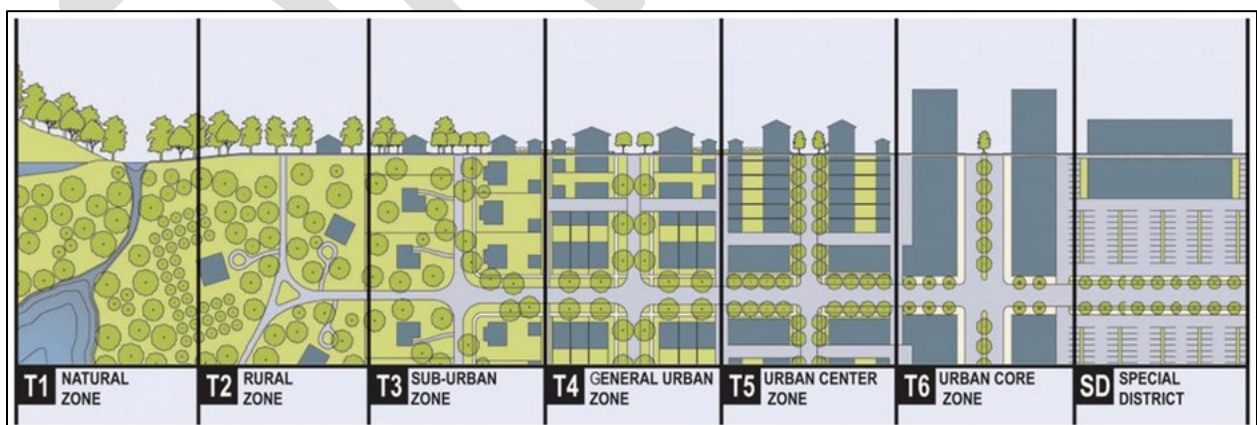 T1 NATURAL
ZONE
T2 RURAL
ZONE
T3 SUB-URBAN
ZONE
T4 GENERAL URBAN
ZONE
T5 URBAN CENTER
ZONE
T6 URBAN CORE
ZONE
SD SPECIAL
DISTRICT